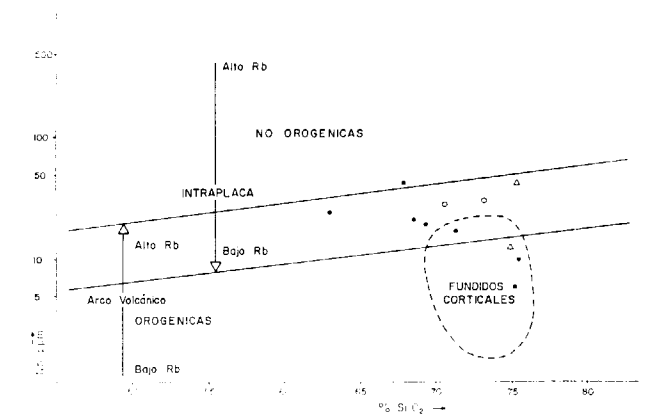 500
Alto Rb
NO OROGENICAS
100
50
INTRAPLACA
Alto Rb
Bajo Rb
10
5
Arco Volcánico
OROGENICAS
FUNDIDOS
CORTICALES
Bajo Rb
65
70
75
80
% SiO₂ →